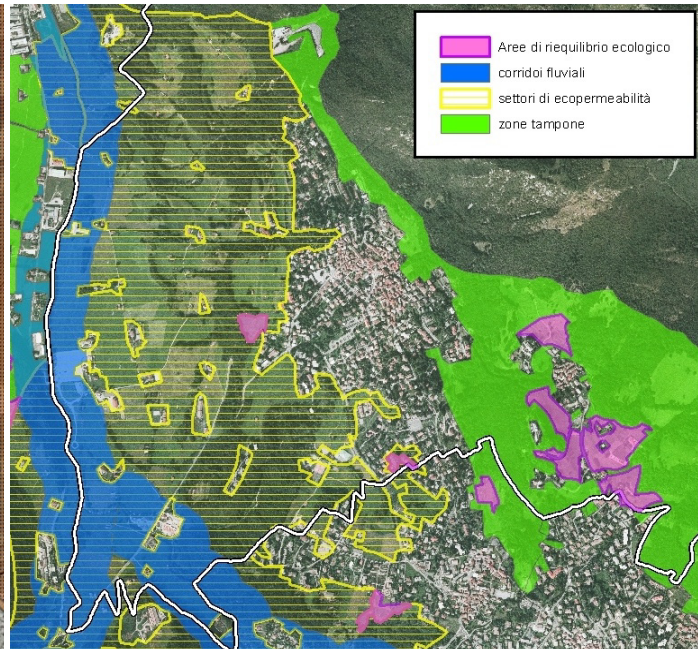 Aree di riequilibrio ecologico
corridoi fluviali
settori di ecopermeabilità
zone tampone